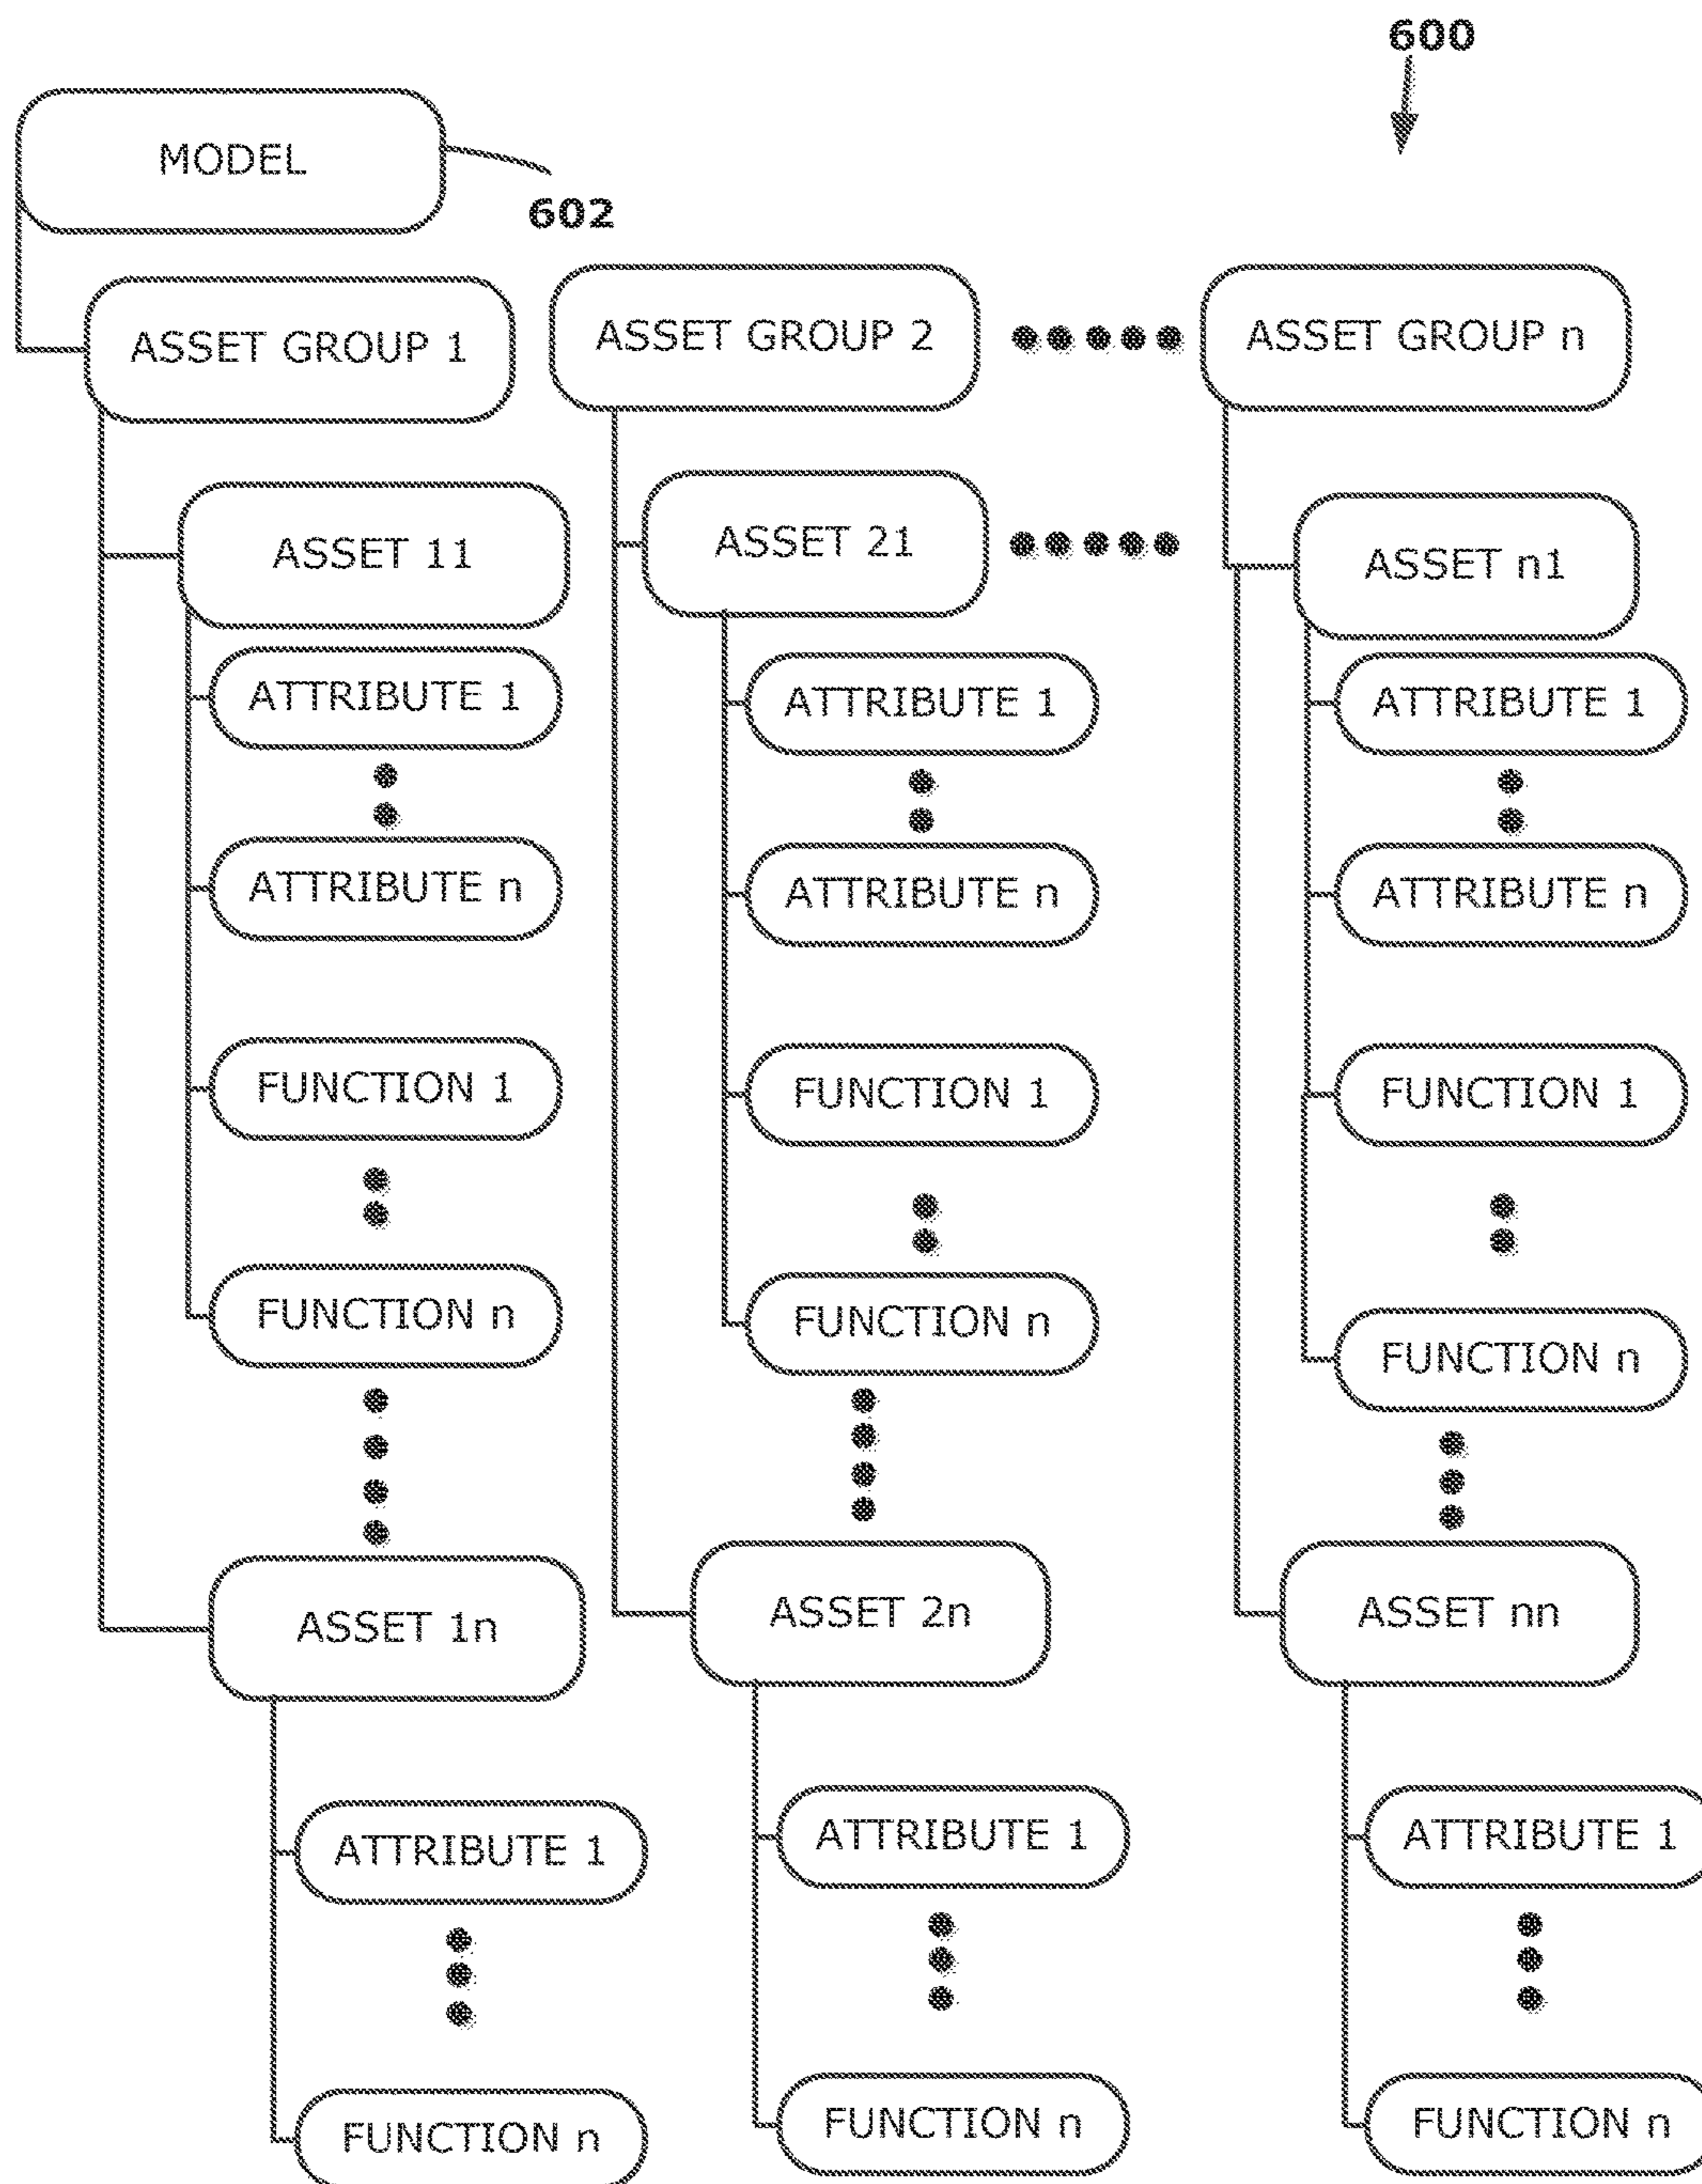 600
MODEL
602
ASSET GROUP 1
ASSET GROUP 2
ASSET GROUP n
ASSET 11
ASSET 21
ASSET n1
ATTRIBUTE 1
ATTRIBUTE 1
ATTRIBUTE 1
ATTRIBUTE n
ATTRIBUTE n
ATTRIBUTE n
FUNCTION 1
FUNCTION 1
FUNCTION 1
FUNCTION n
FUNCTION n
FUNCTION n
ASSET 1n
ASSET 2n
ASSET nn
ATTRIBUTE 1
ATTRIBUTE 1
ATTRIBUTE 1
FUNCTION n
FUNCTION n
FUNCTION n